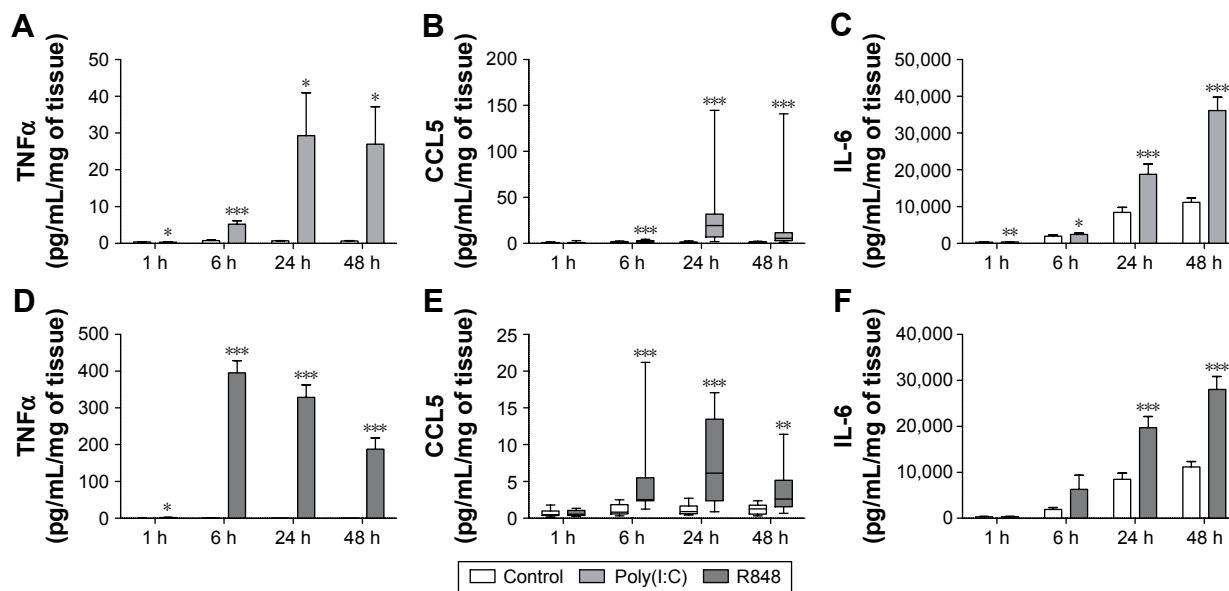 A
TNFα
(pg/mL/mg of tissue)
50
40
30
20
10
0
*
***
*
*
1 h 6 h 24 h 48 h
B
CCL5
(pg/mL/mg of tissue)
200
150
100
50
0
***
***
***
1 h 6 h 24 h 48 h
C
IL-6
(pg/mL/mg of tissue)
50,000
40,000
30,000
20,000
10,000
0
**
*
***
***
1 h 6 h 24 h 48 h
D
TNFα
(pg/mL/mg of tissue)
500
400
300
200
100
0
*
***
***
***
1 h 6 h 24 h 48 h
E
CCL5
(pg/mL/mg of tissue)
25
20
15
10
5
0
***
***
**
1 h 6 h 24 h 48 h
F
IL-6
(pg/mL/mg of tissue)
40,000
30,000
20,000
10,000
0
***
***
1 h 6 h 24 h 48 h
Control Poly(I:C) R848